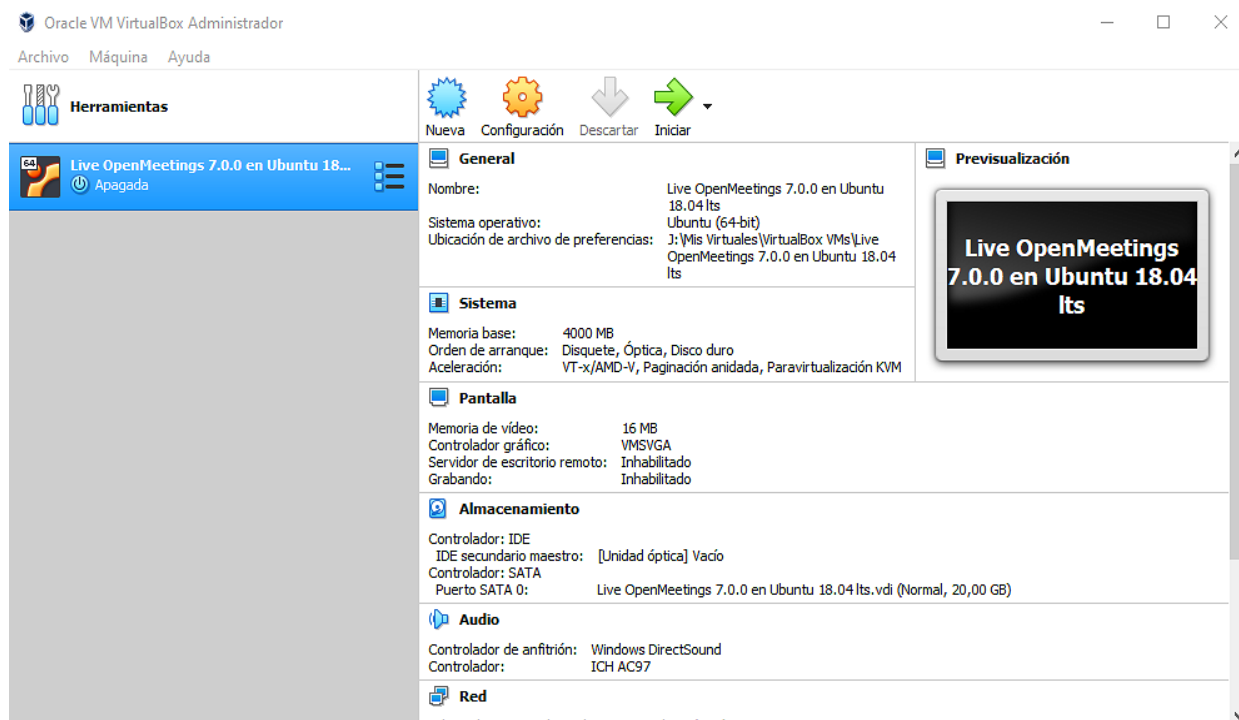 Oracle VM VirtualBox Administrador
Archivo Máquina Ayuda
Herramientas
Nueva Configuración Descartar Iniciar
64
Live OpenMeetings 7.0.0 en Ubuntu 18...
Apagada
General
Nombre: Live OpenMeetings 7.0.0 en Ubuntu
18.04 lts
Sistema operativo: Ubuntu (64-bit)
Ubicación de archivo de preferencias: J:\Mis Virtuales\VirtualBox VMs\Live
OpenMeetings 7.0.0 en Ubuntu 18.04
lts
Previsualización
Live OpenMeetings
7.0.0 en Ubuntu 18.04
lts
Sistema
Memoria base: 4000 MB
Orden de arranque: Disquete, Óptica, Disco duro
Aceleración: VT-x/AMD-V, Paginación anidada, Paravirtualización KVM
Pantalla
Memoria de vídeo: 16 MB
Controlador gráfico: VMSVGA
Servidor de escritorio remoto: Inhabilitado
Grabando: Inhabilitado
Almacenamiento
Controlador: IDE
IDE secundario maestro: [Unidad óptica] Vacío
Controlador: SATA
Puerto SATA 0: Live OpenMeetings 7.0.0 en Ubuntu 18.04 lts.vdi (Normal, 20,00 GB)
Audio
Controlador de anfitrión: Windows DirectSound
Controlador: ICH AC97
Red